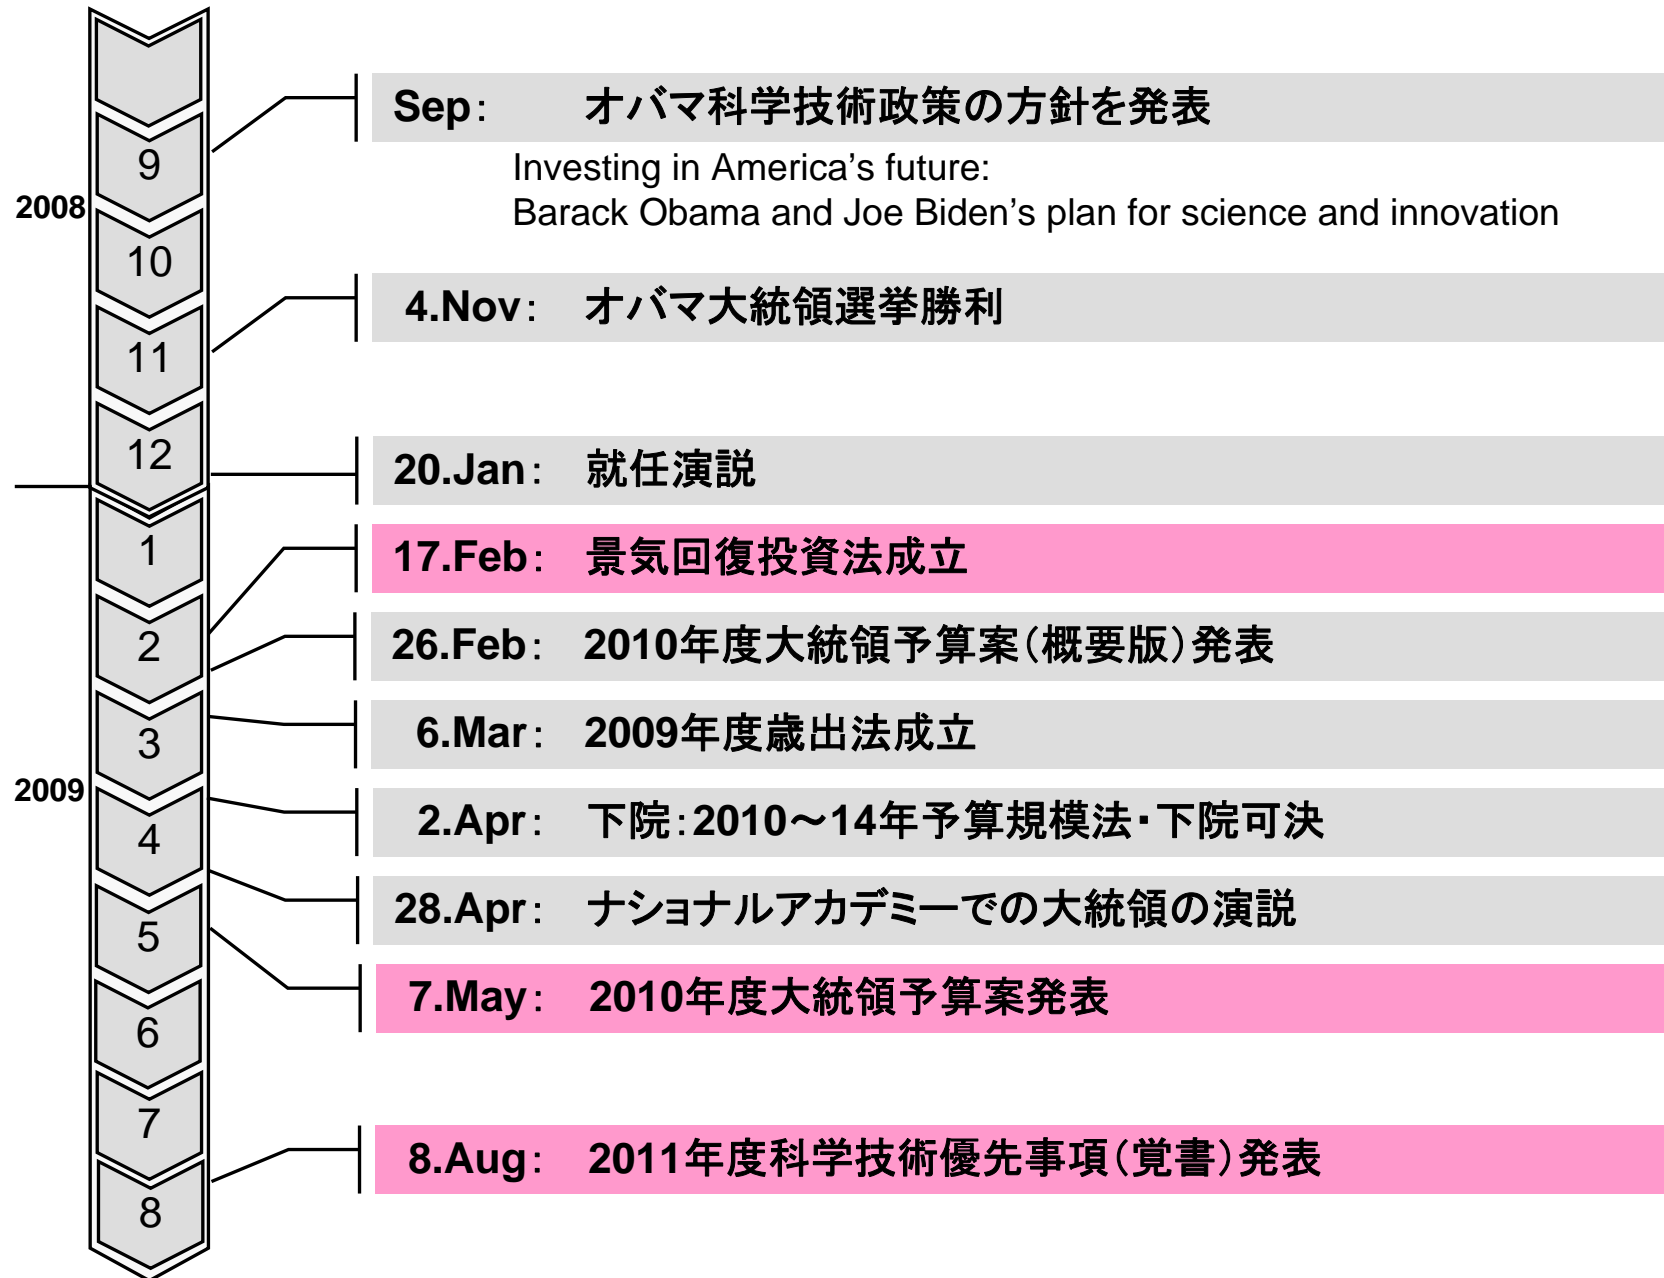 Sep： オバマ科学技術政策の方針を発表
9
Investing in America's future:
2008
Barack Obama and Joe Biden's plan for science and innovation
10
4.Nov： オバマ大統領選挙勝利
11
12
20.Jan： 就任演説
1
17.Feb： 景気回復投資法成立
2
26.Feb： 2010年度大統領予算案（概要版）発表
3
6.Mar： 2009年度歳出法成立
2009
2.Apr： 下院：2010～14年予算規模法・下院可決
4
28.Apr： ナショナルアカデミーでの大統領の演説
5
7.May： 2010年度大統領予算案発表
6
7
8.Aug： 2011年度科学技術優先事項（覚書）発表
8